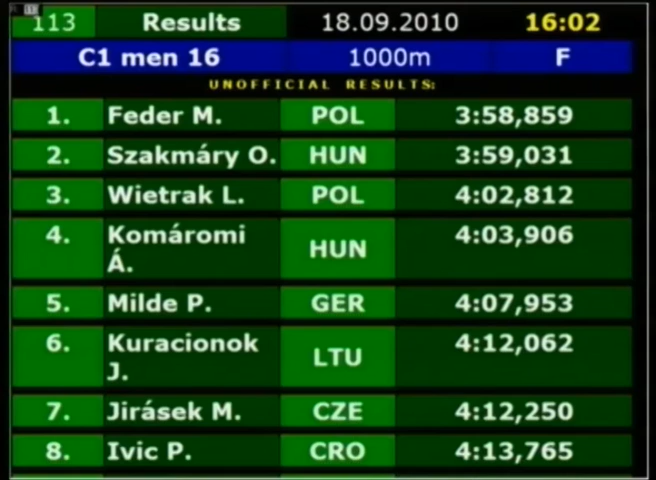 113 Results 18.09.2010 16:02
C1 men 16 1000m F
UNOFFICIAL RESULTS:
1. Feder M. POL 3:58,859
2. Szakmáry O. HUN 3:59,031
3. Wietrak L. POL 4:02,812
4. Komáromi Á. HUN 4:03,906
5. Milde P. GER 4:07,953
6. Kuracionok J. LTU 4:12,062
7. Jirásek M. CZE 4:12,250
8. Ivic P. CRO 4:13,765